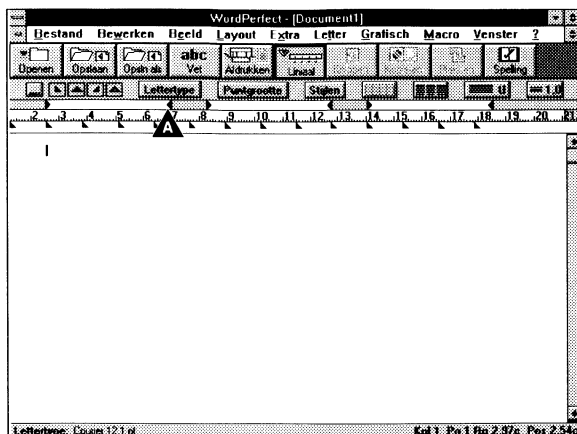 WordPerfect - [Document1]
Bestand Bewerken Beeld Layout Extra Letter Grafisch Macro Venster ?
abc
Openen Opslaan Opsln als Vet Afdrukken Liniaal Spelling
Lettertype Puntgrootte Stijlen U 1,0
2 3 4 5 6 7 8 9 10 11 12 13 14 15 16 17 18 19 20 21
A
Lettertype: Courier 12,1 pt Kol 1 Pg 1 Rg 2.97c Pos 2.54c